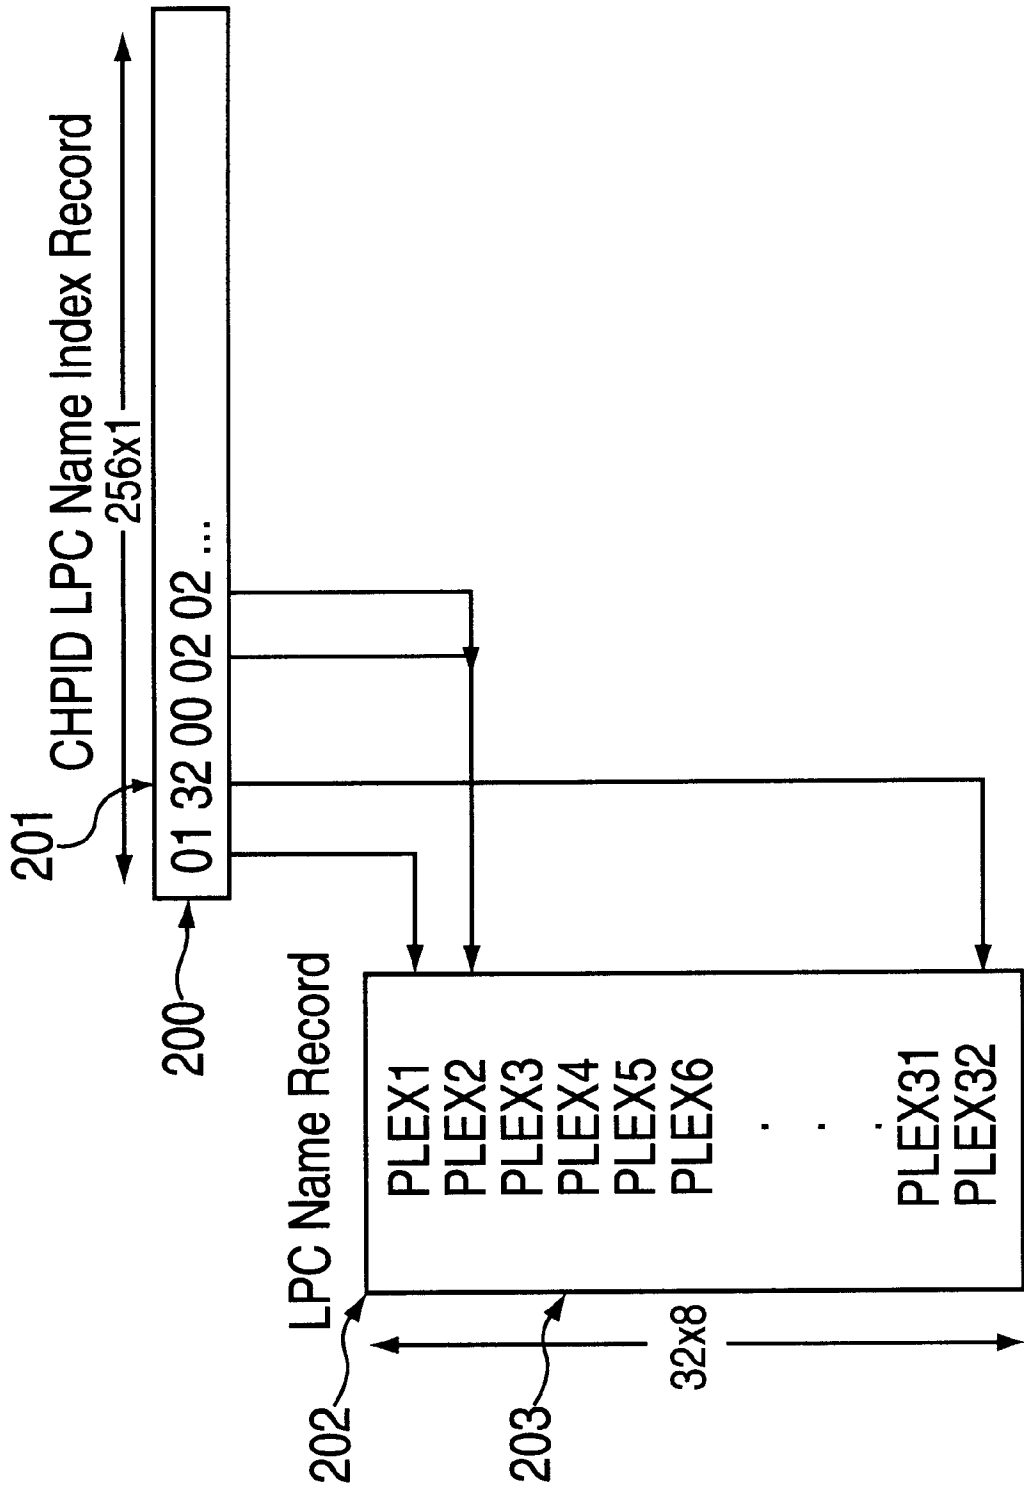 CHPID LPC Name Index Record
256x1
201
01 32 00 02 02 ...
200
LPC Name Record
202
PLEX1
PLEX2
PLEX3
PLEX4
PLEX5
PLEX6
. . .
PLEX31
PLEX32
203
32x8